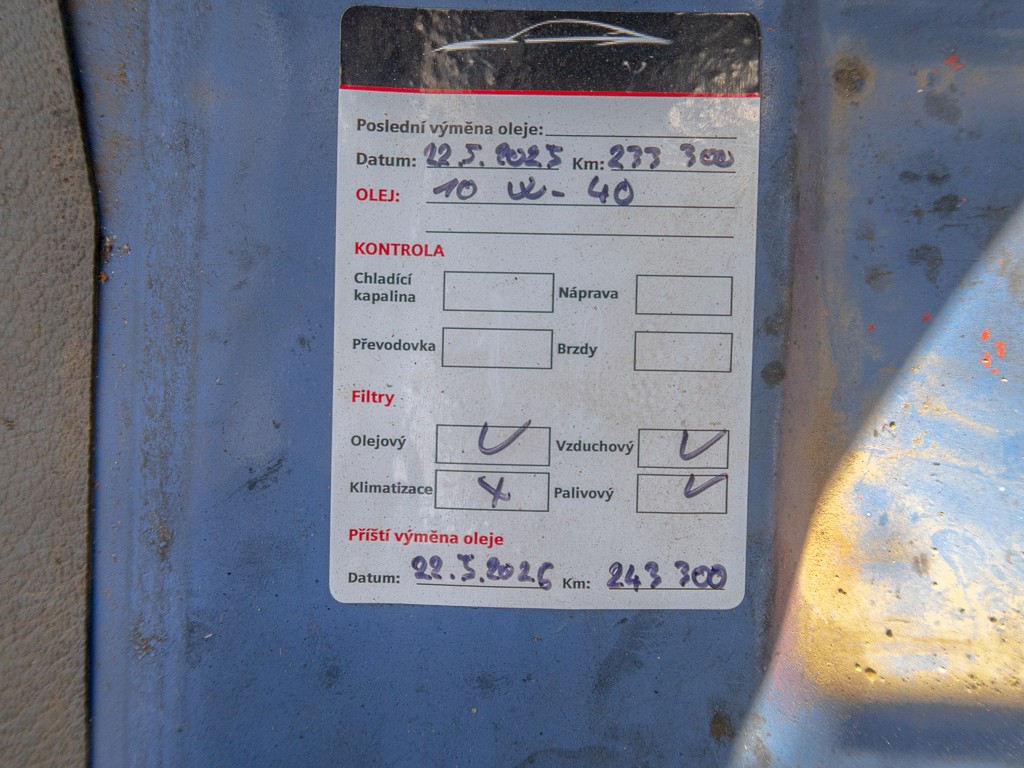 Poslední výměna oleje:
Datum: 22.5.2025 Km: 233 300
OLEJ: 10 W-40
KONTROLA
Chladící kapalina Náprava
Převodovka Brzdy
Filtry
Olejový ✓ Vzduchový ✓
Klimatizace x Palivový ✓
Příští výměna oleje
Datum: 22.5.2026 Km: 243 300